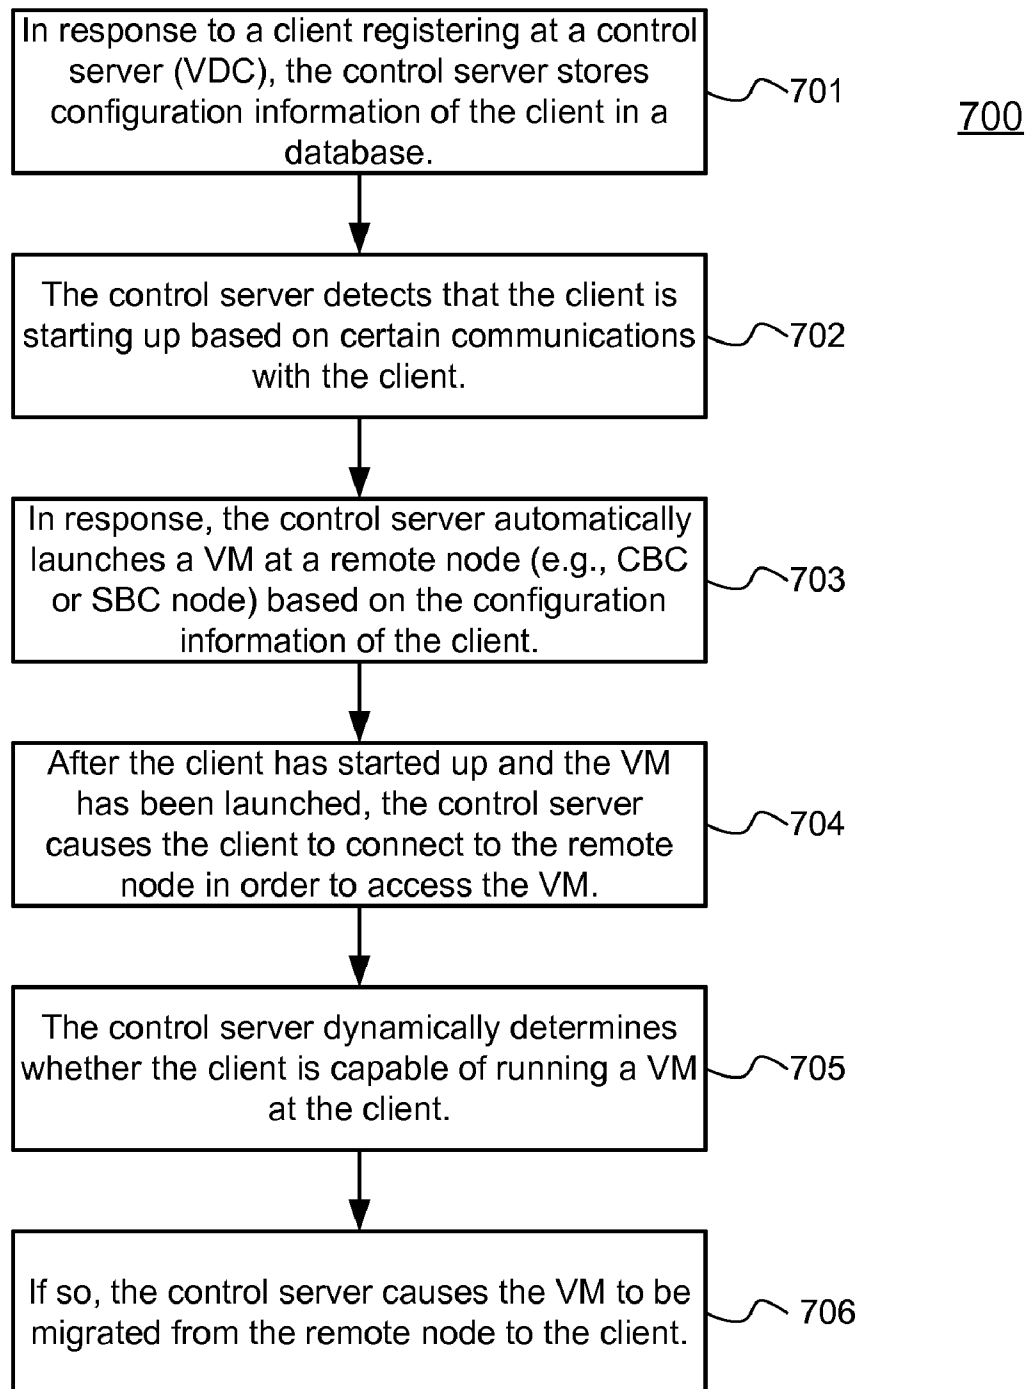 In response to a client registering at a control
server (VDC), the control server stores
configuration information of the client in a
database.
701
700
The control server detects that the client is
starting up based on certain communications
with the client.
702
In response, the control server automatically
launches a VM at a remote node (e.g., CBC
or SBC node) based on the configuration
information of the client.
703
After the client has started up and the VM
has been launched, the control server
causes the client to connect to the remote
node in order to access the VM.
704
The control server dynamically determines
whether the client is capable of running a VM
at the client.
705
If so, the control server causes the VM to be
migrated from the remote node to the client.
706